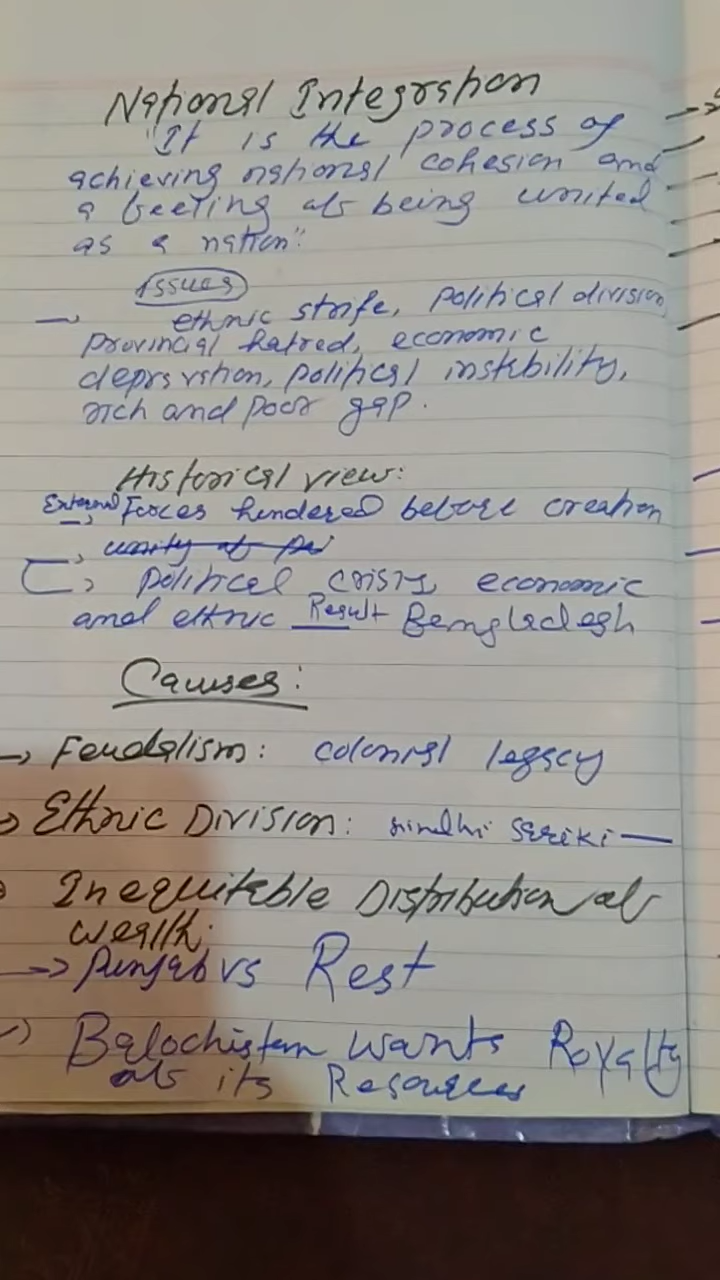 National Integration
"It is the process of
achieving national cohesion and
a feeling of being united
as a nation".
Issues
→ ethnic strife, political division,
Provincial hatred, economic
deprivation, political instability,
rich and poor gap.
Historical view:
External Forces hindered before creation
→ unity of
→ political crisis, economic
and ethnic Result Bangladesh
Causes:
→ Feudalism: colonial legacy
→ Ethnic Division: sindhi Seriki —
Inequitable Distribution of
wealth.
→ Punjab vs Rest
→ Balochistan wants Royalty
of its Resources